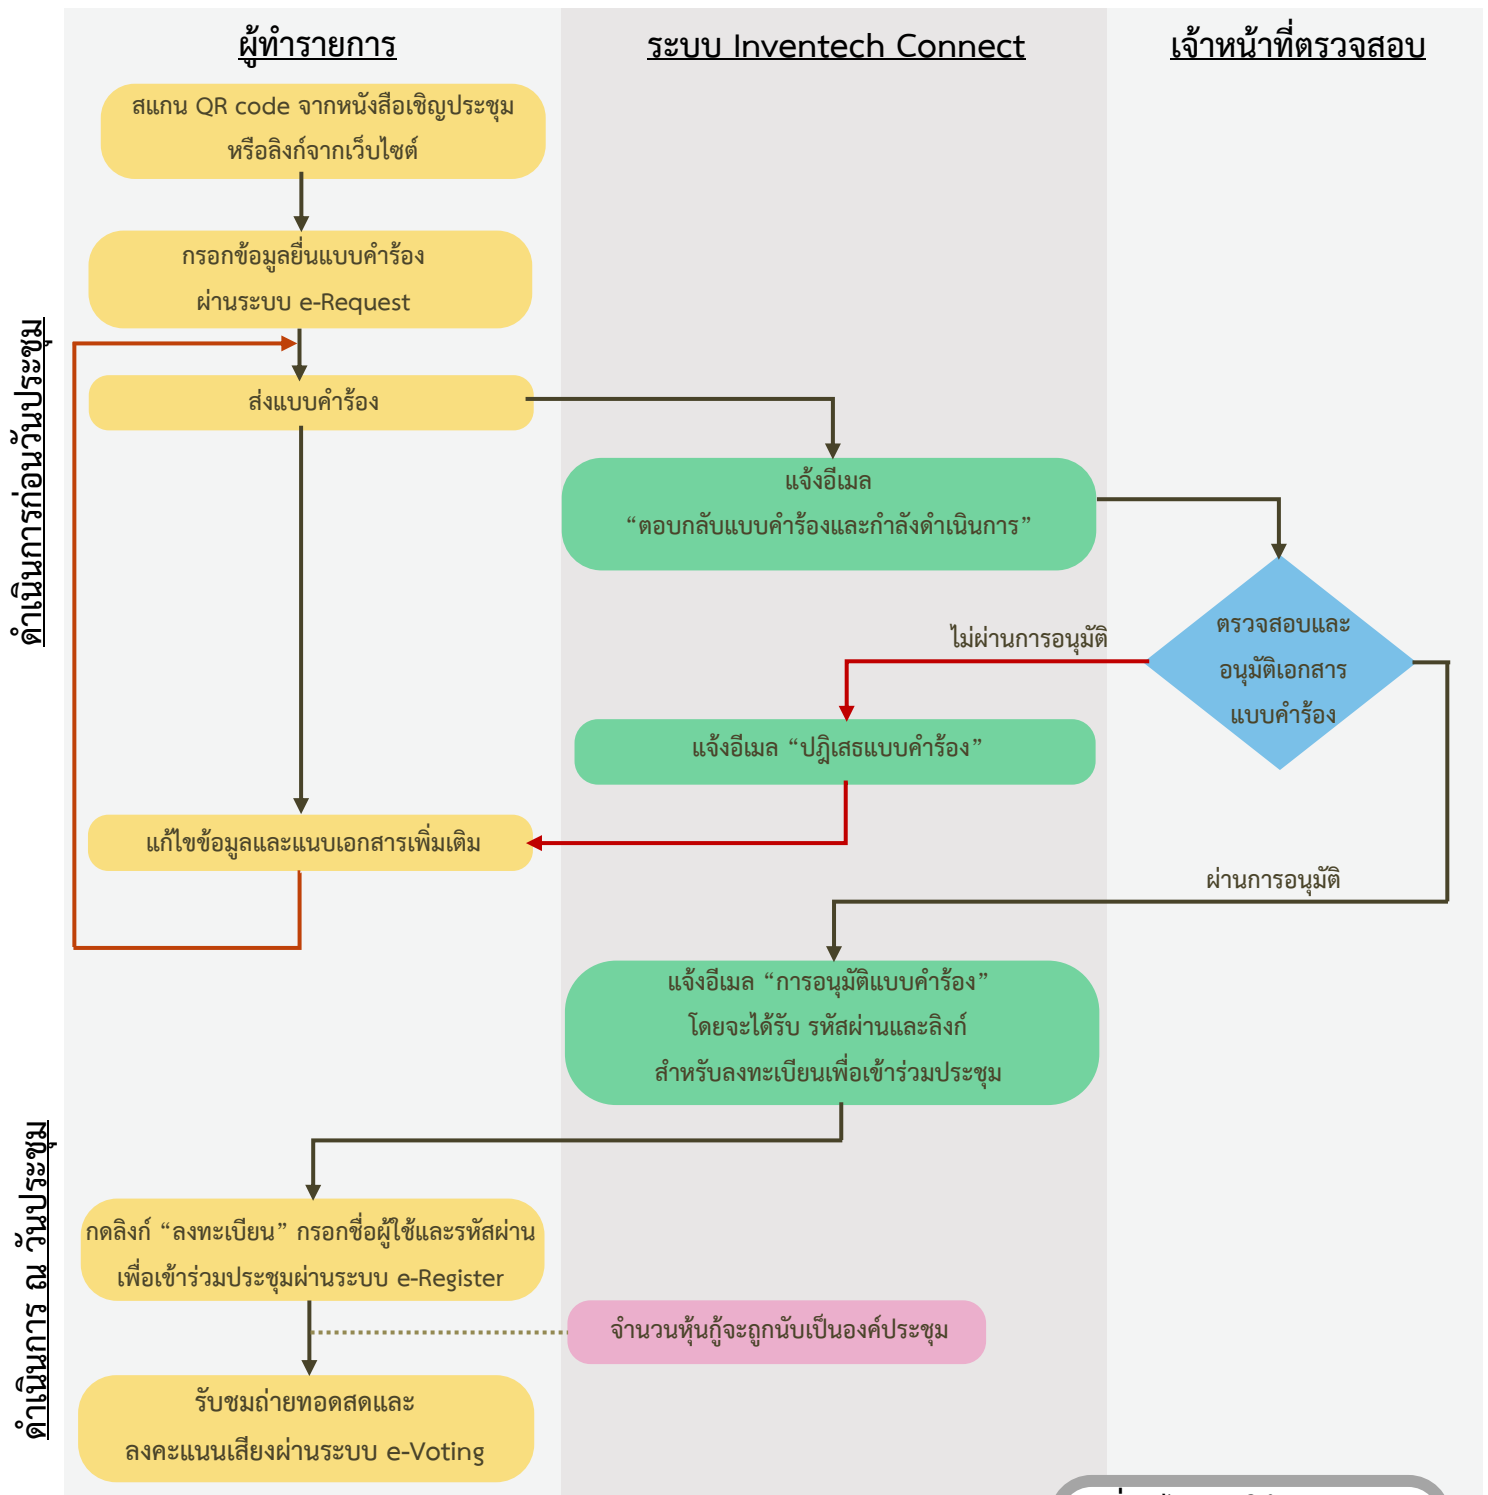 ผู้ทำรายการ
ระบบ Inventech Connect
เจ้าหน้าที่ตรวจสอบ
ดำเนินการก่อนวันประชุม
สแกน QR code จากหนังสือเชิญประชุม
หรือลิงก์จากเว็บไซต์
กรอกข้อมูลยื่นแบบคำร้อง
ผ่านระบบ e-Request
ส่งแบบคำร้อง
แจ้งอีเมล
“ตอบกลับแบบคำร้องและกำลังดำเนินการ”
ตรวจสอบและ
อนุมัติเอกสาร
แบบคำร้อง
ไม่ผ่านการอนุมัติ
แจ้งอีเมล “ปฎิเสธแบบคำร้อง”
แก้ไขข้อมูลและแนบเอกสารเพิ่มเติม
ผ่านการอนุมัติ
แจ้งอีเมล “การอนุมัติแบบคำร้อง”
โดยจะได้รับ รหัสผ่านและลิงก์
สำหรับลงทะเบียนเพื่อเข้าร่วมประชุม
ดำเนินการ ณ วันประชุม
กดลิงก์ “ลงทะเบียน” กรอกชื่อผู้ใช้และรหัสผ่าน
เพื่อเข้าร่วมประชุมผ่านระบบ e-Register
จำนวนหุ้นกู้จะถูกนับเป็นองค์ประชุม
รับชมถ่ายทอดสดและ
ลงคะแนนเสียงผ่านระบบ e-Voting